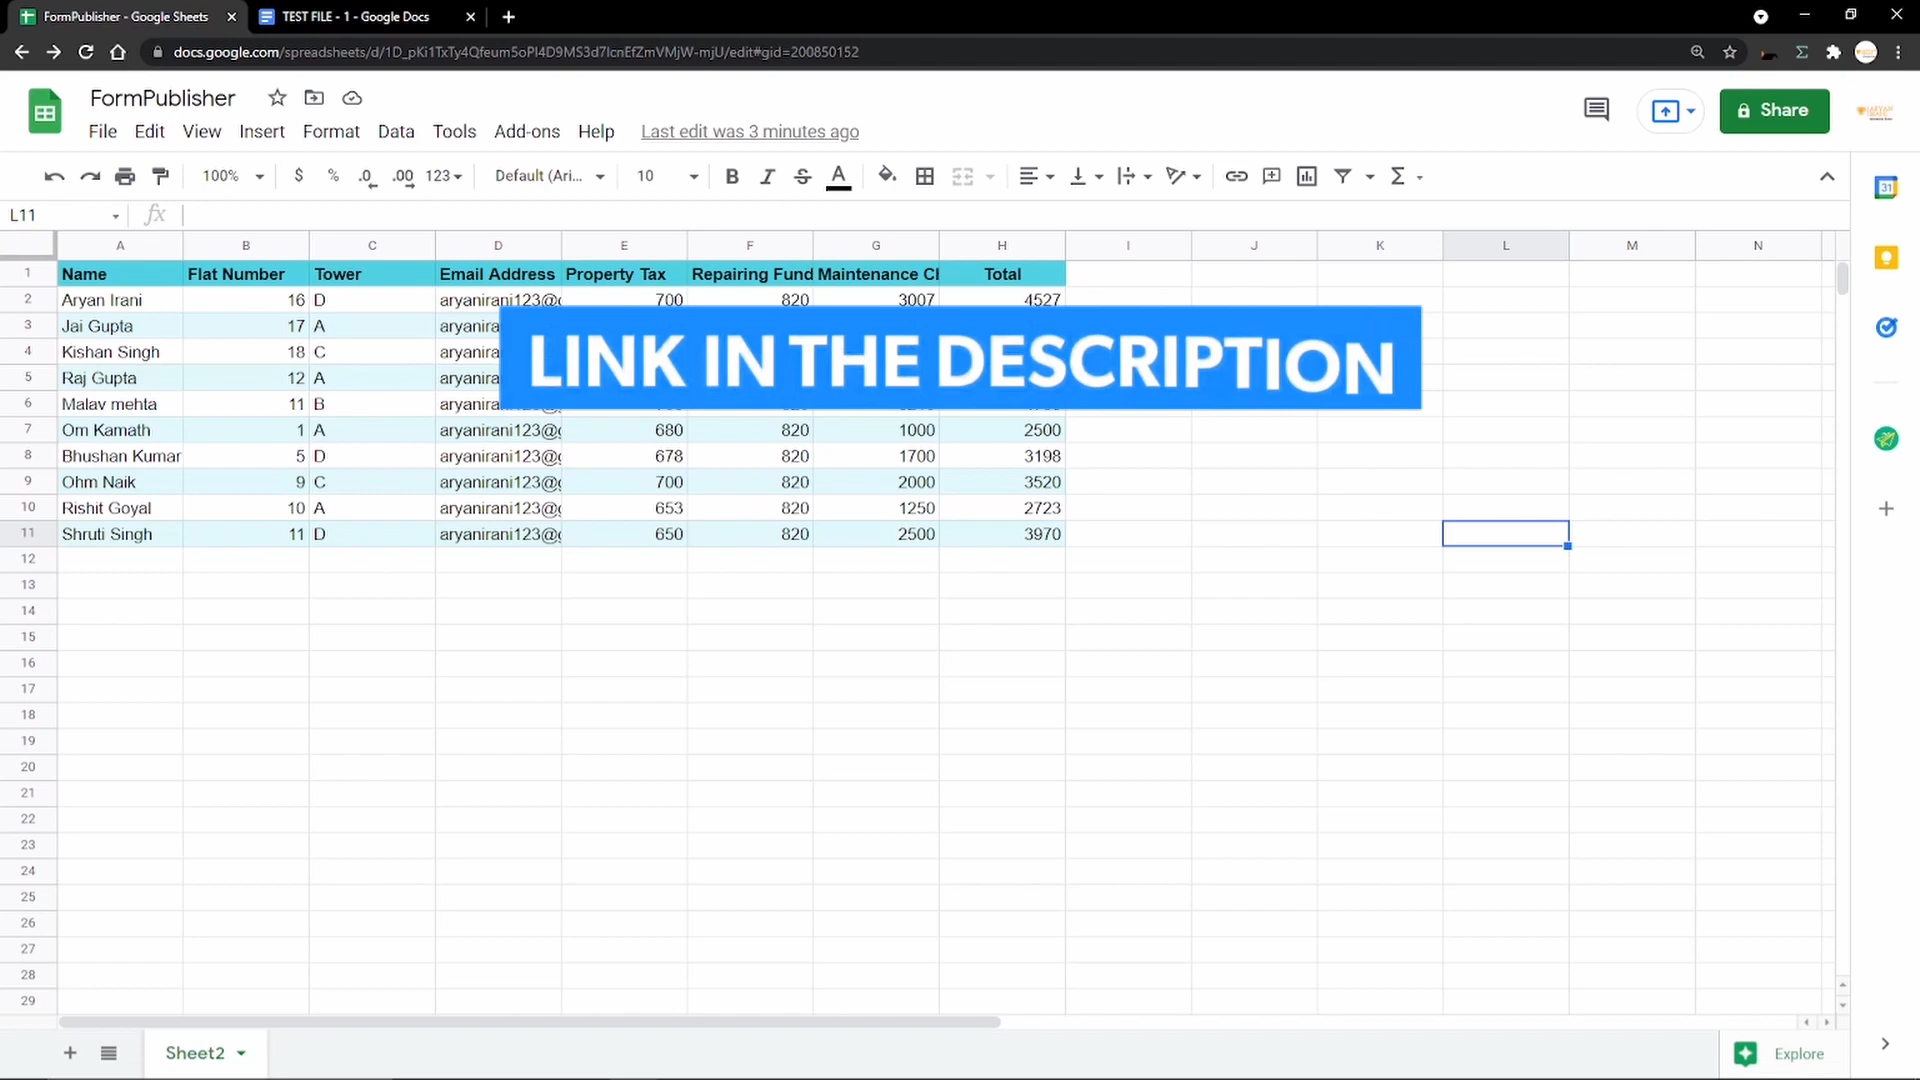 FormPublisher - Google Sheets
TEST FILE - 1 - Google Docs
docs.google.com/spreadsheets/d/1D_pKi1TxTy4Qfeum5oPl4D9MS3d7IcnEfZmVMjW-mjU/edit#gid=200850152
FormPublisher
File Edit View Insert Format Data Tools Add-ons Help Last edit was 3 minutes ago
Share
100% $ % .0 .00 123 Default (Ari... 10 B I S A
L11 fx
A B C D E F G H I J K L M N
1 Name Flat Number Tower Email Address Property Tax Repairing Fund Maintenance Cl Total
2 Aryan Irani 16 D aryanirani123@g 700 820 3007 4527
3 Jai Gupta 17 A aryanira
4 Kishan Singh 18 C aryanira
5 Raj Gupta 12 A aryanira
6 Malav mehta 11 B aryanira
LINK IN THE DESCRIPTION
7 Om Kamath 1 A aryanirani123@g 680 820 1000 2500
8 Bhushan Kumar 5 D aryanirani123@g 678 820 1700 3198
9 Ohm Naik 9 C aryanirani123@g 700 820 2000 3520
10 Rishit Goyal 10 A aryanirani123@g 653 820 1250 2723
11 Shruti Singh 11 D aryanirani123@g 650 820 2500 3970
12
13
14
15
16
17
18
19
20
21
22
23
24
25
26
27
28
29
Sheet2
Explore
31